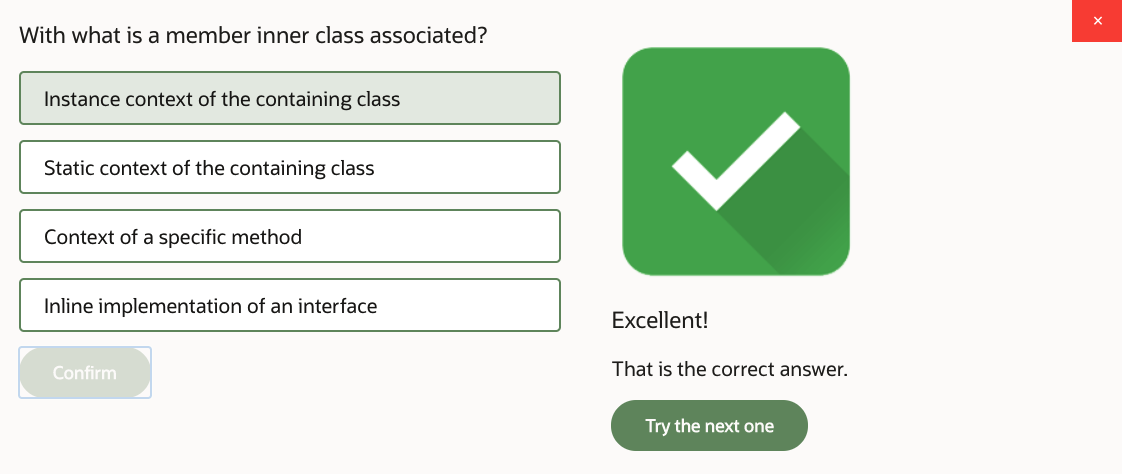 With what is a member inner class associated?
×
Instance context of the containing class
Static context of the containing class
Context of a specific method
Inline implementation of an interface
Confirm
Excellent!
That is the correct answer.
Try the next one